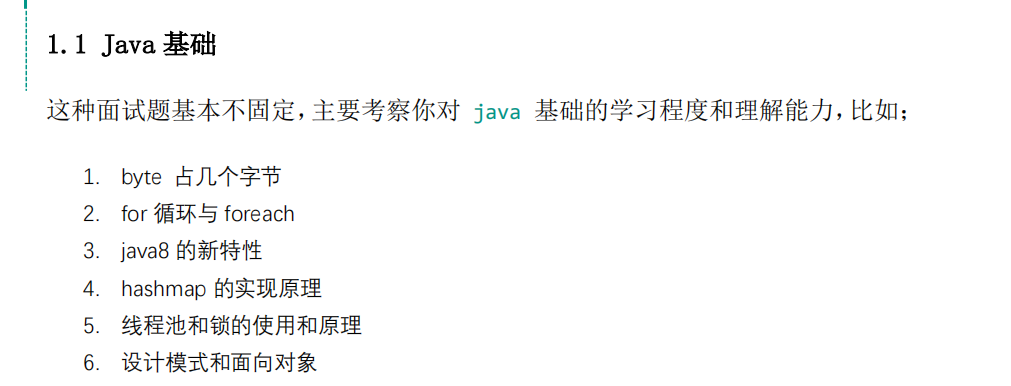 1.1 Java 基础
这种面试题基本不固定，主要考察你对 java 基础的学习程度和理解能力，比如；
1. byte 占几个字节
2. for 循环与 foreach
3. java8 的新特性
4. hashmap 的实现原理
5. 线程池和锁的使用和原理
6. 设计模式和面向对象